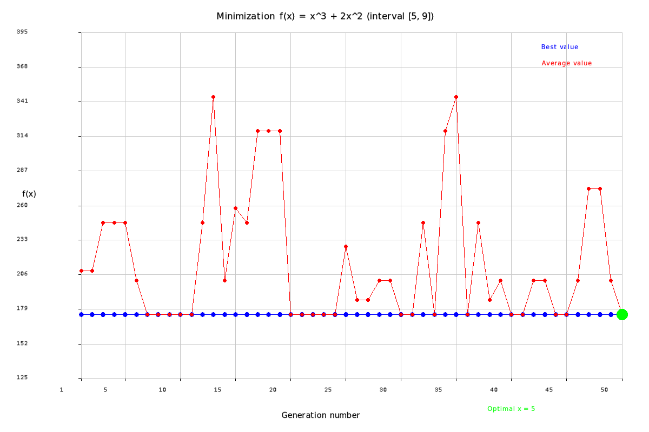 Minimization f(x) = x^3 + 2x^2 (interval [5, 9])
395
Best value
368
Average value
341
314
287
f(x)
260
233
206
179
152
125
1 5 10 15 20 25 30 35 40 45 50
Optimal x = 5
Generation number